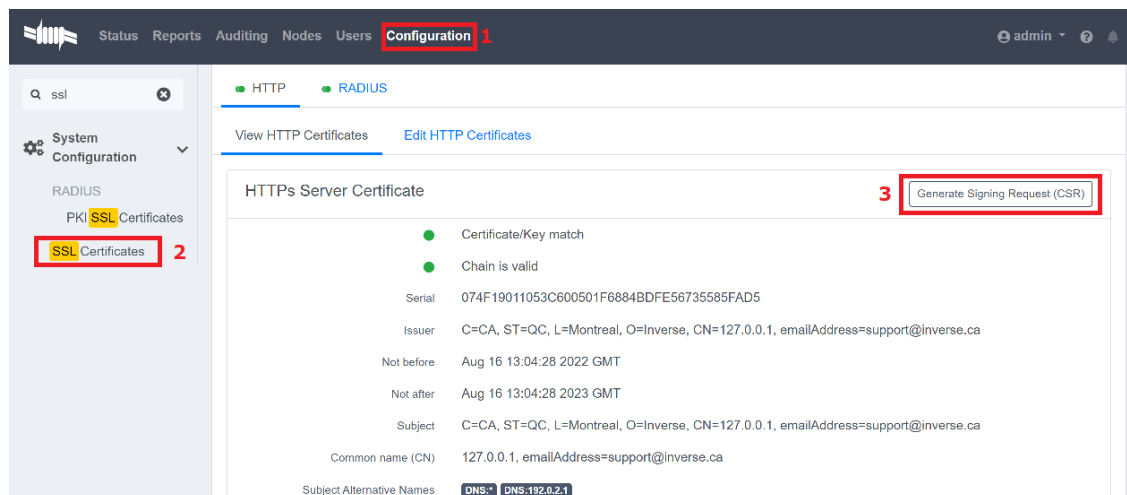 Status Reports Auditing Nodes Users Configuration 1 admin ?
ssl
HTTP RADIUS
System
Configuration
View HTTP Certificates Edit HTTP Certificates
RADIUS
PKI SSL Certificates
SSL Certificates 2
HTTPs Server Certificate 3 Generate Signing Request (CSR)
Certificate/Key match
Chain is valid
Serial 074F19011053C600501F6884BDFE56735585FAD5
Issuer C=CA, ST=QC, L=Montreal, O=Inverse, CN=127.0.0.1, emailAddress=support@inverse.ca
Not before Aug 16 13:04:28 2022 GMT
Not after Aug 16 13:04:28 2023 GMT
Subject C=CA, ST=QC, L=Montreal, O=Inverse, CN=127.0.0.1, emailAddress=support@inverse.ca
Common name (CN) 127.0.0.1, emailAddress=support@inverse.ca
Subject Alternative Names DNS:* DNS:192.0.2.1